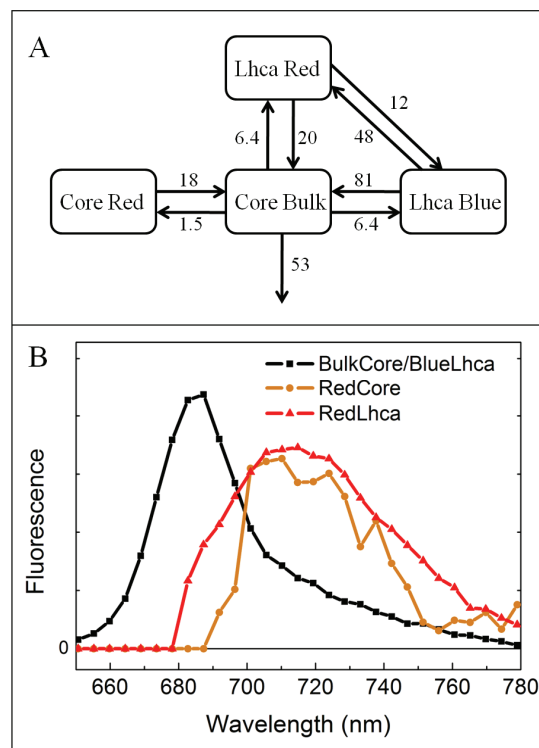 A
Lhca Red
12
6.4
20
48
18
81
Core Red
Core Bulk
Lhca Blue
1.5
6.4
53
B
BulkCore/BlueLhca
RedCore
RedLhca
Fluorescence
0
660 680 700 720 740 760 780
Wavelength (nm)